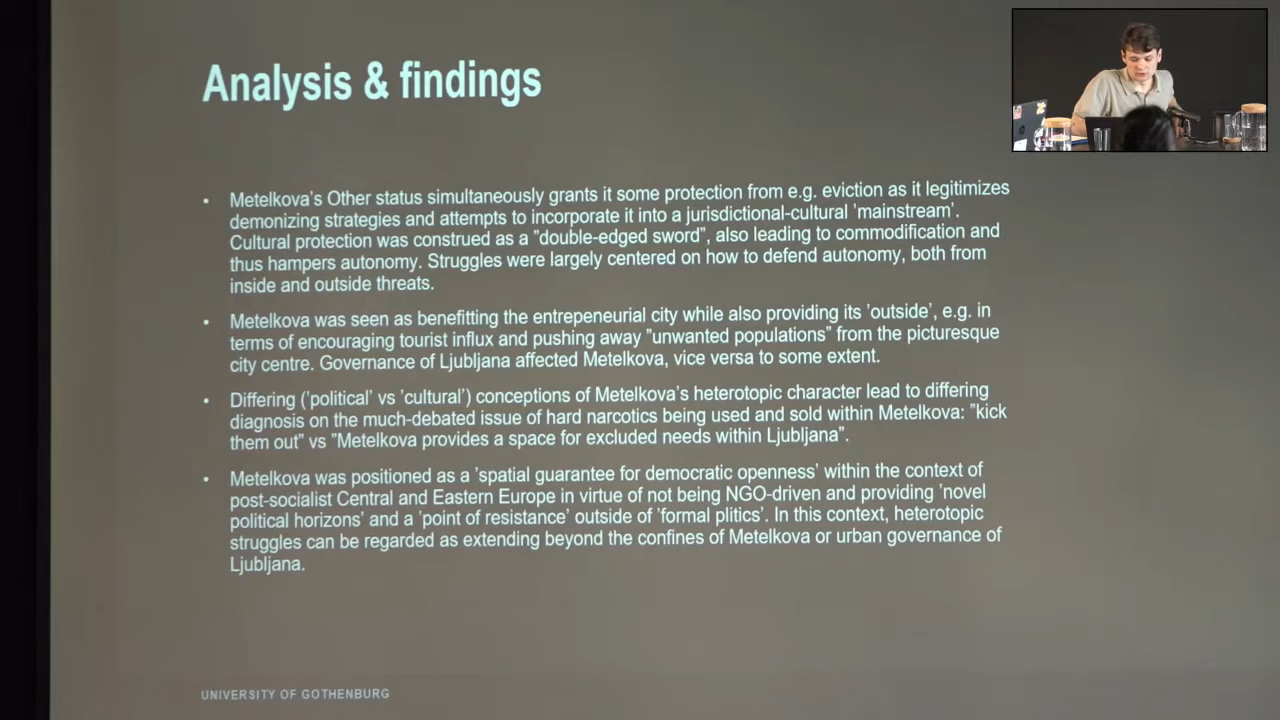 Analysis & findings
• Metelkova's Other status simultaneously grants it some protection from e.g. eviction as it legitimizes
demonizing strategies and attempts to incorporate it into a jurisdictional-cultural 'mainstream'.
Cultural protection was construed as a "double-edged sword", also leading to commodification and
thus hampers autonomy. Struggles were largely centered on how to defend autonomy, both from
inside and outside threats.
• Metelkova was seen as benefitting the entrepeneurial city while also providing its 'outside', e.g. in
terms of encouraging tourist influx and pushing away "unwanted populations" from the picturesque
city centre. Governance of Ljubljana affected Metelkova, vice versa to some extent.
• Differing ('political' vs 'cultural') conceptions of Metelkova's heterotopic character lead to differing
diagnosis on the much-debated issue of hard narcotics being used and sold within Metelkova: "kick
them out" vs "Metelkova provides a space for excluded needs within Ljubljana".
• Metelkova was positioned as a 'spatial guarantee for democratic openness' within the context of
post-socialist Central and Eastern Europe in virtue of not being NGO-driven and providing 'novel
political horizons' and a 'point of resistance' outside of 'formal plitics'. In this context, heterotopic
struggles can be regarded as extending beyond the confines of Metelkova or urban governance of
Ljubljana.
UNIVERSITY OF GOTHENBURG